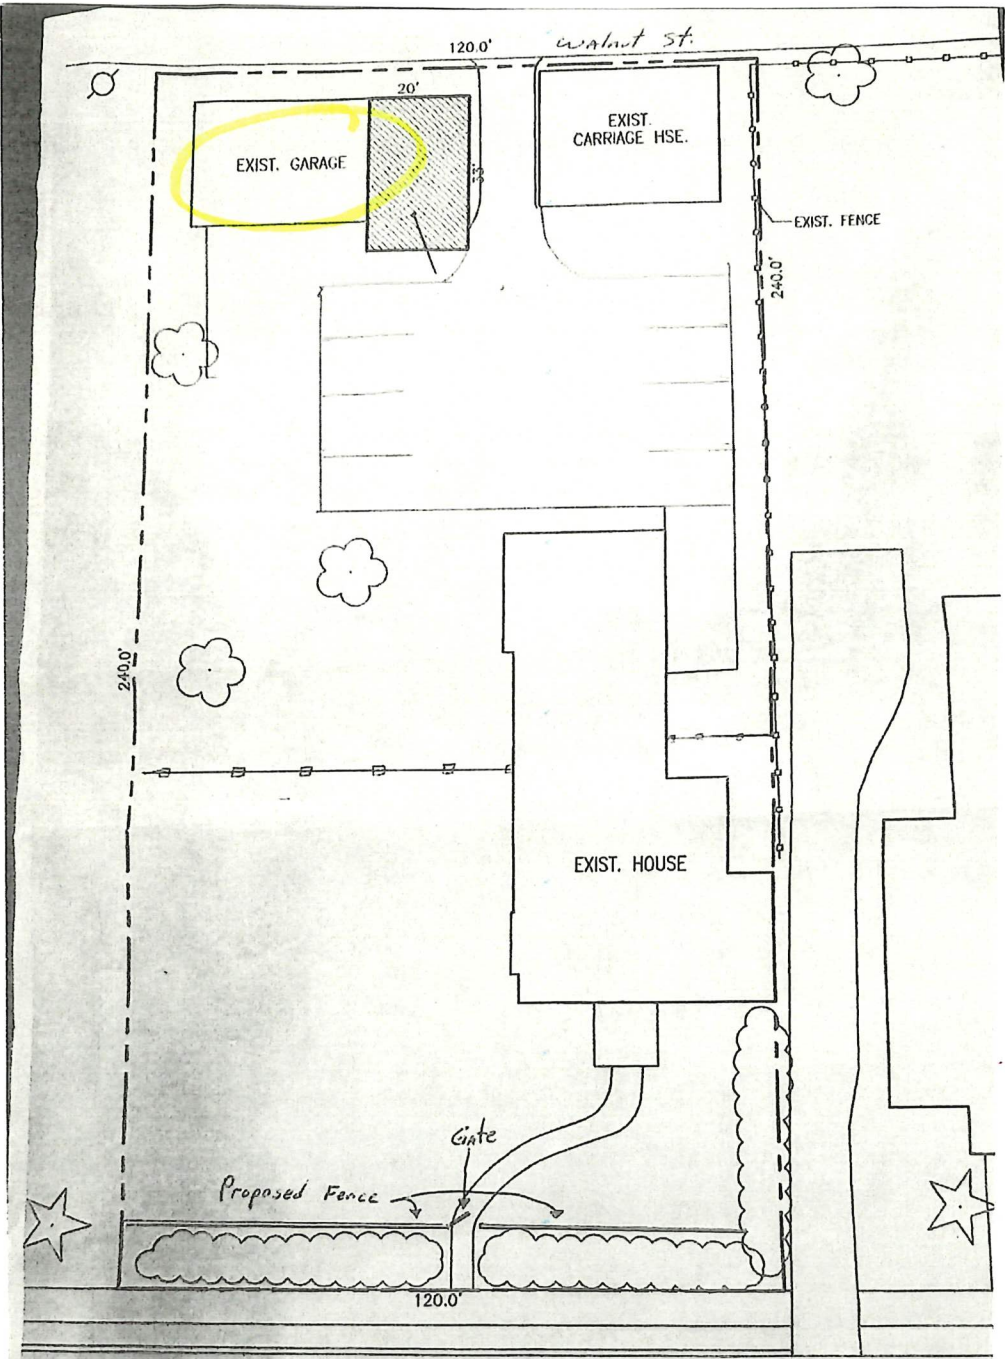 Walnut St.
120.0'
20'
EXIST. GARAGE
33'
EXIST.
CARRIAGE HSE.
EXIST. FENCE
240.0'
240.0'
EXIST. HOUSE
Gate
Proposed Fence
120.0'